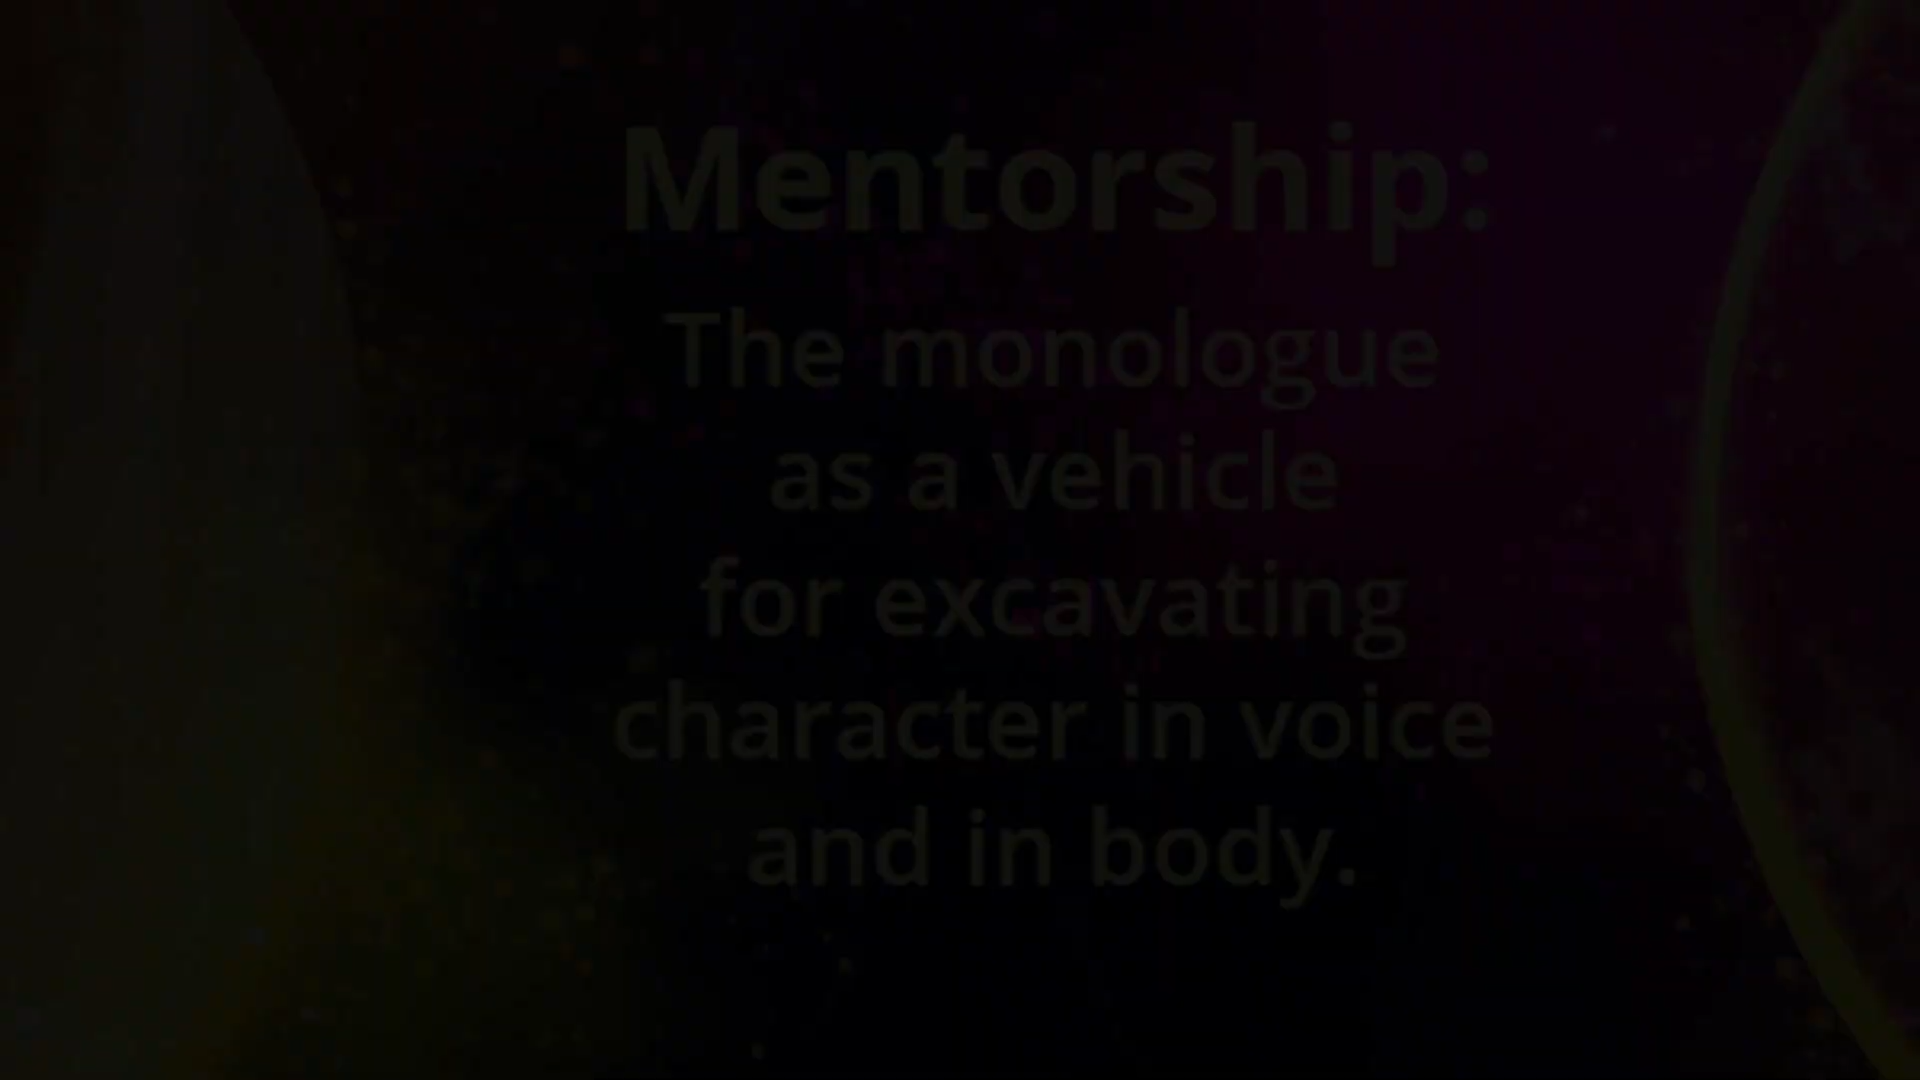 Mentorship:
The monologue
as a vehicle
for excavating
character in voice
and in body.